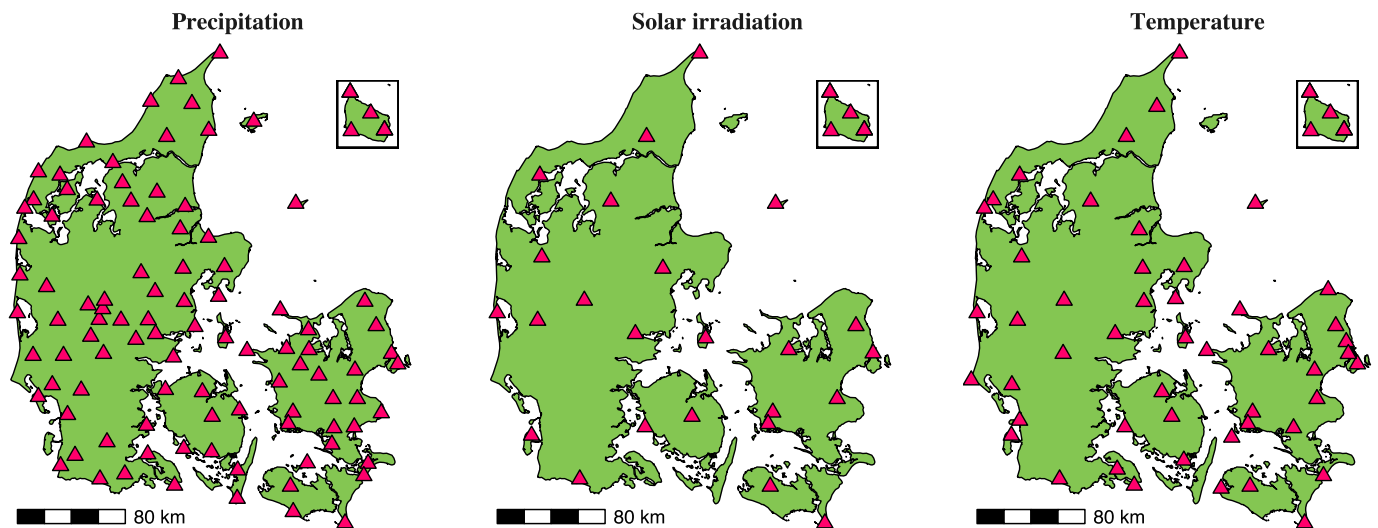 Precipitation
Solar irradiation
Temperature
80 km
80 km
80 km